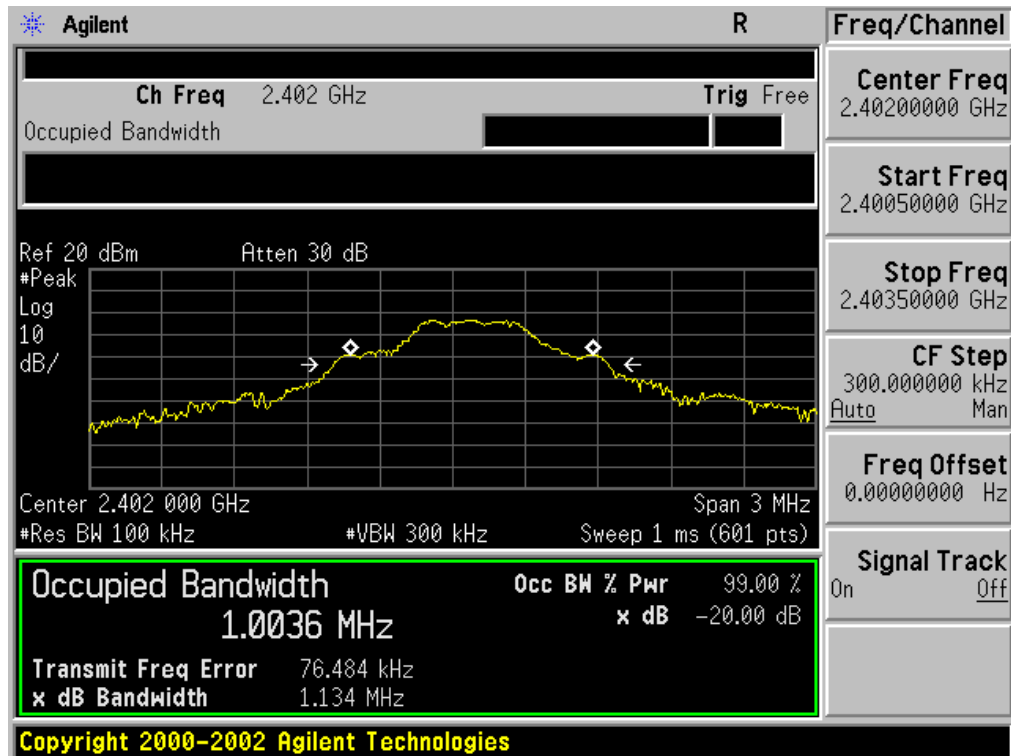 Agilent R
Freq/Channel
Ch Freq 2.402 GHz Trig Free
Occupied Bandwidth
Center Freq
2.40200000 GHz
Start Freq
2.40050000 GHz
Stop Freq
2.40350000 GHz
CF Step
300.000000 kHz
Auto Man
Freq Offset
0.00000000 Hz
Signal Track
On Off
Ref 20 dBm Atten 30 dB
#Peak
Log
10
dB/
Center 2.402 000 GHz Span 3 MHz
#Res BW 100 kHz #VBW 300 kHz Sweep 1 ms (601 pts)
Occupied Bandwidth Occ BW % Pwr 99.00 %
1.0036 MHz x dB -20.00 dB
Transmit Freq Error 76.484 kHz
x dB Bandwidth 1.134 MHz
Copyright 2000-2002 Agilent Technologies